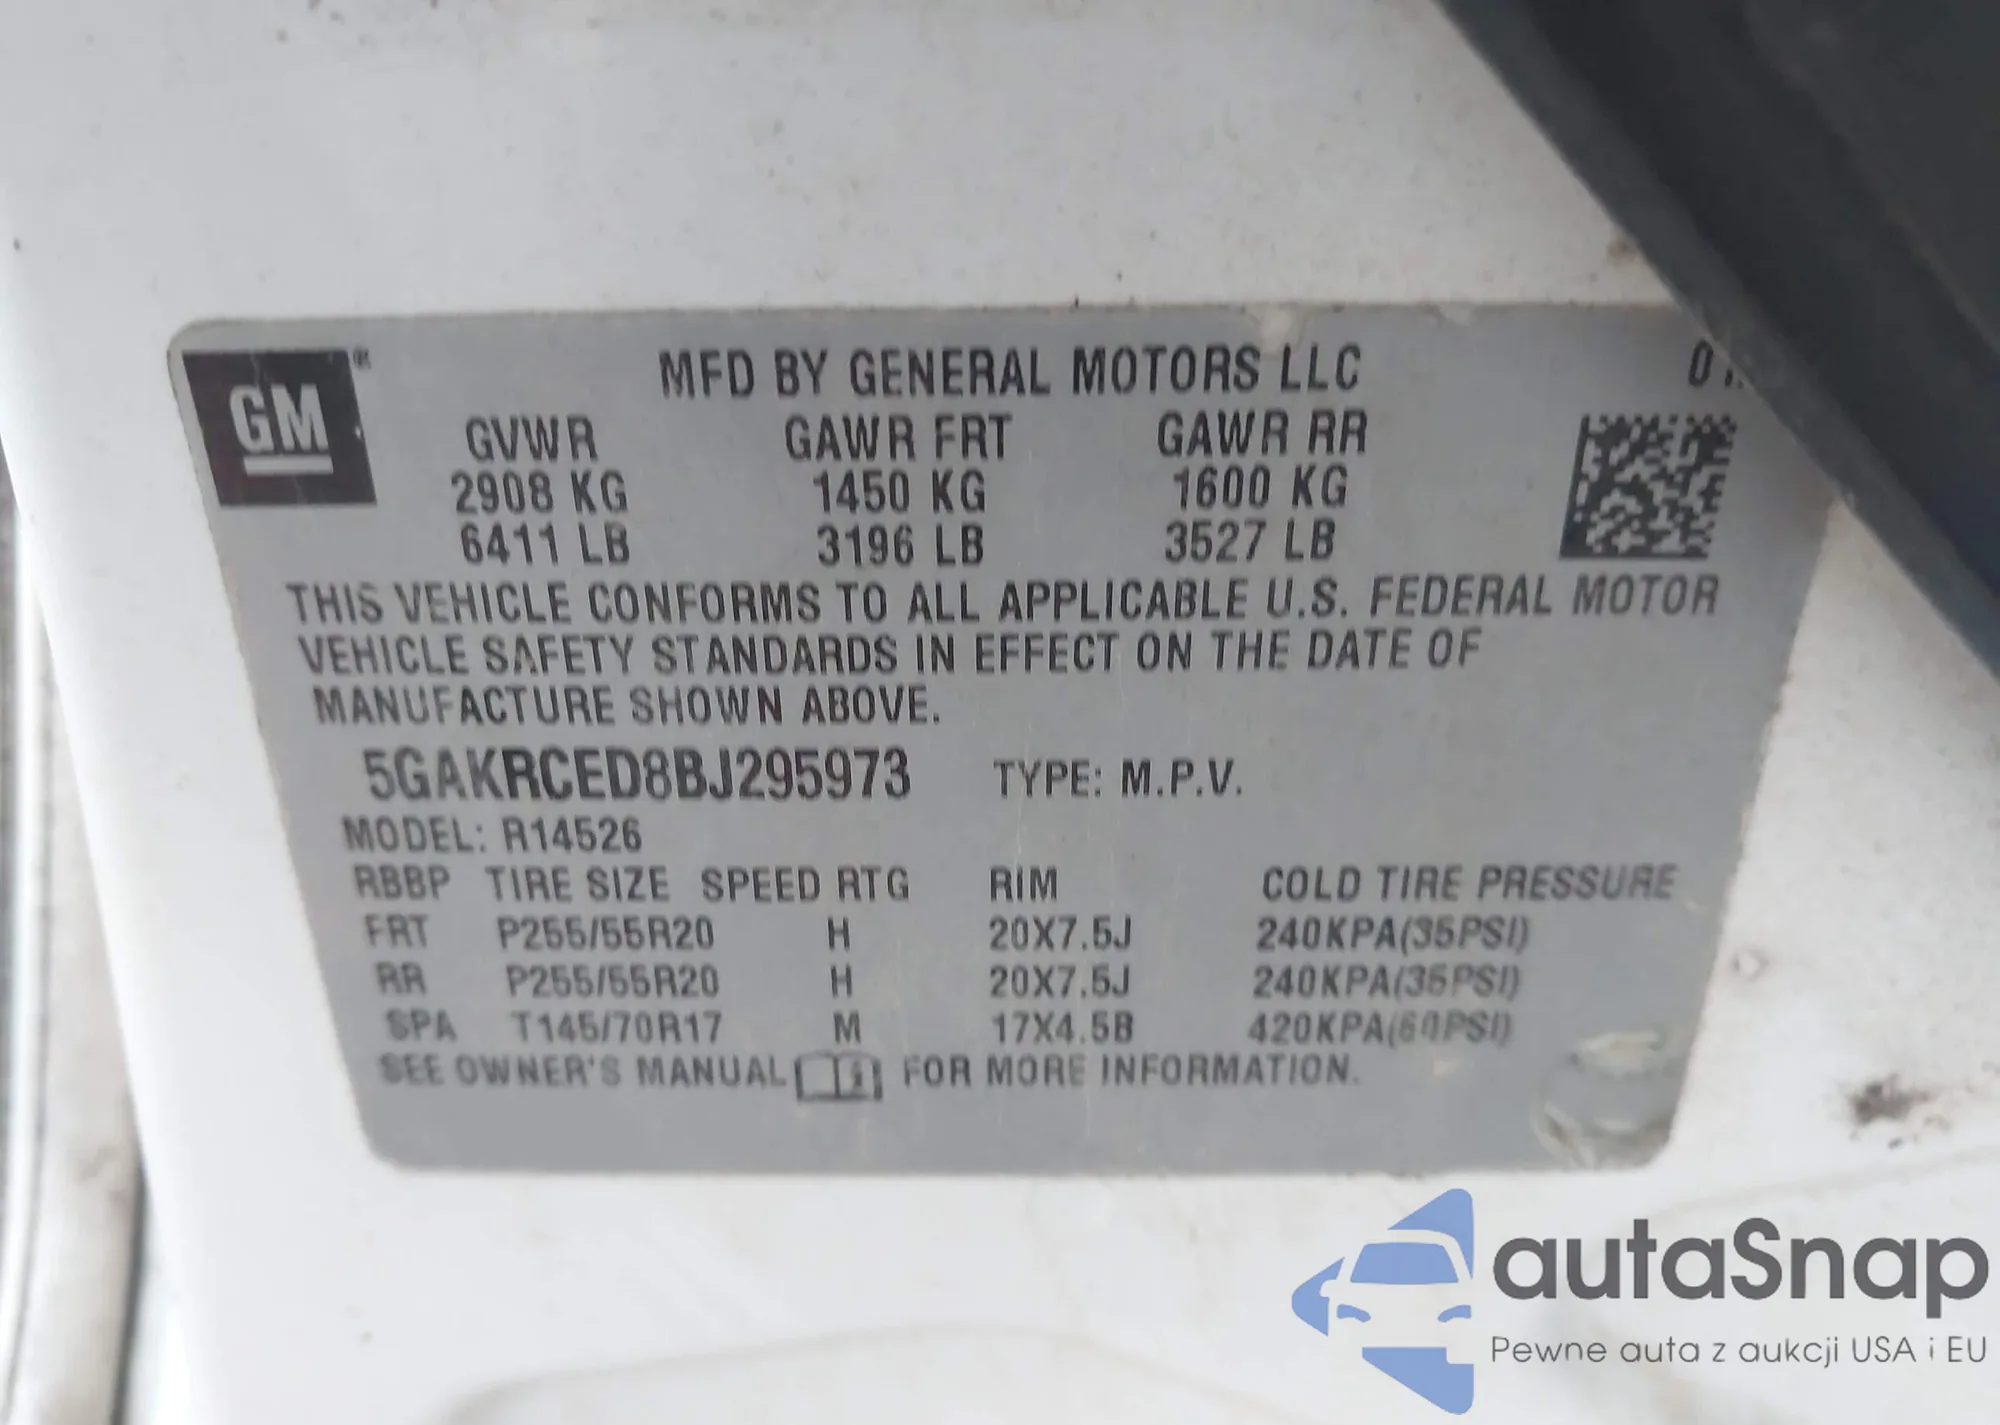 GM ® MFD BY GENERAL MOTORS LLC 0
GVWR GAWR FRT GAWR RR
2908 KG 1450 KG 1600 KG
6411 LB 3196 LB 3527 LB
THIS VEHICLE CONFORMS TO ALL APPLICABLE U.S. FEDERAL MOTOR
VEHICLE SAFETY STANDARDS IN EFFECT ON THE DATE OF
MANUFACTURE SHOWN ABOVE.
5GAKRCED8BJ295973 TYPE: M.P.V.
MODEL: R14526
RBBP TIRE SIZE SPEED RTG RIM COLD TIRE PRESSURE
FRT P255/55R20 H 20X7.5J 240KPA(35PSI)
RR P255/55R20 H 20X7.5J 240KPA(35PSI)
SPA T145/70R17 M 17X4.5B 420KPA(60PSI)
SEE OWNER'S MANUAL FOR MORE INFORMATION.
autaSnap
Pewne auta z aukcji USA i EU